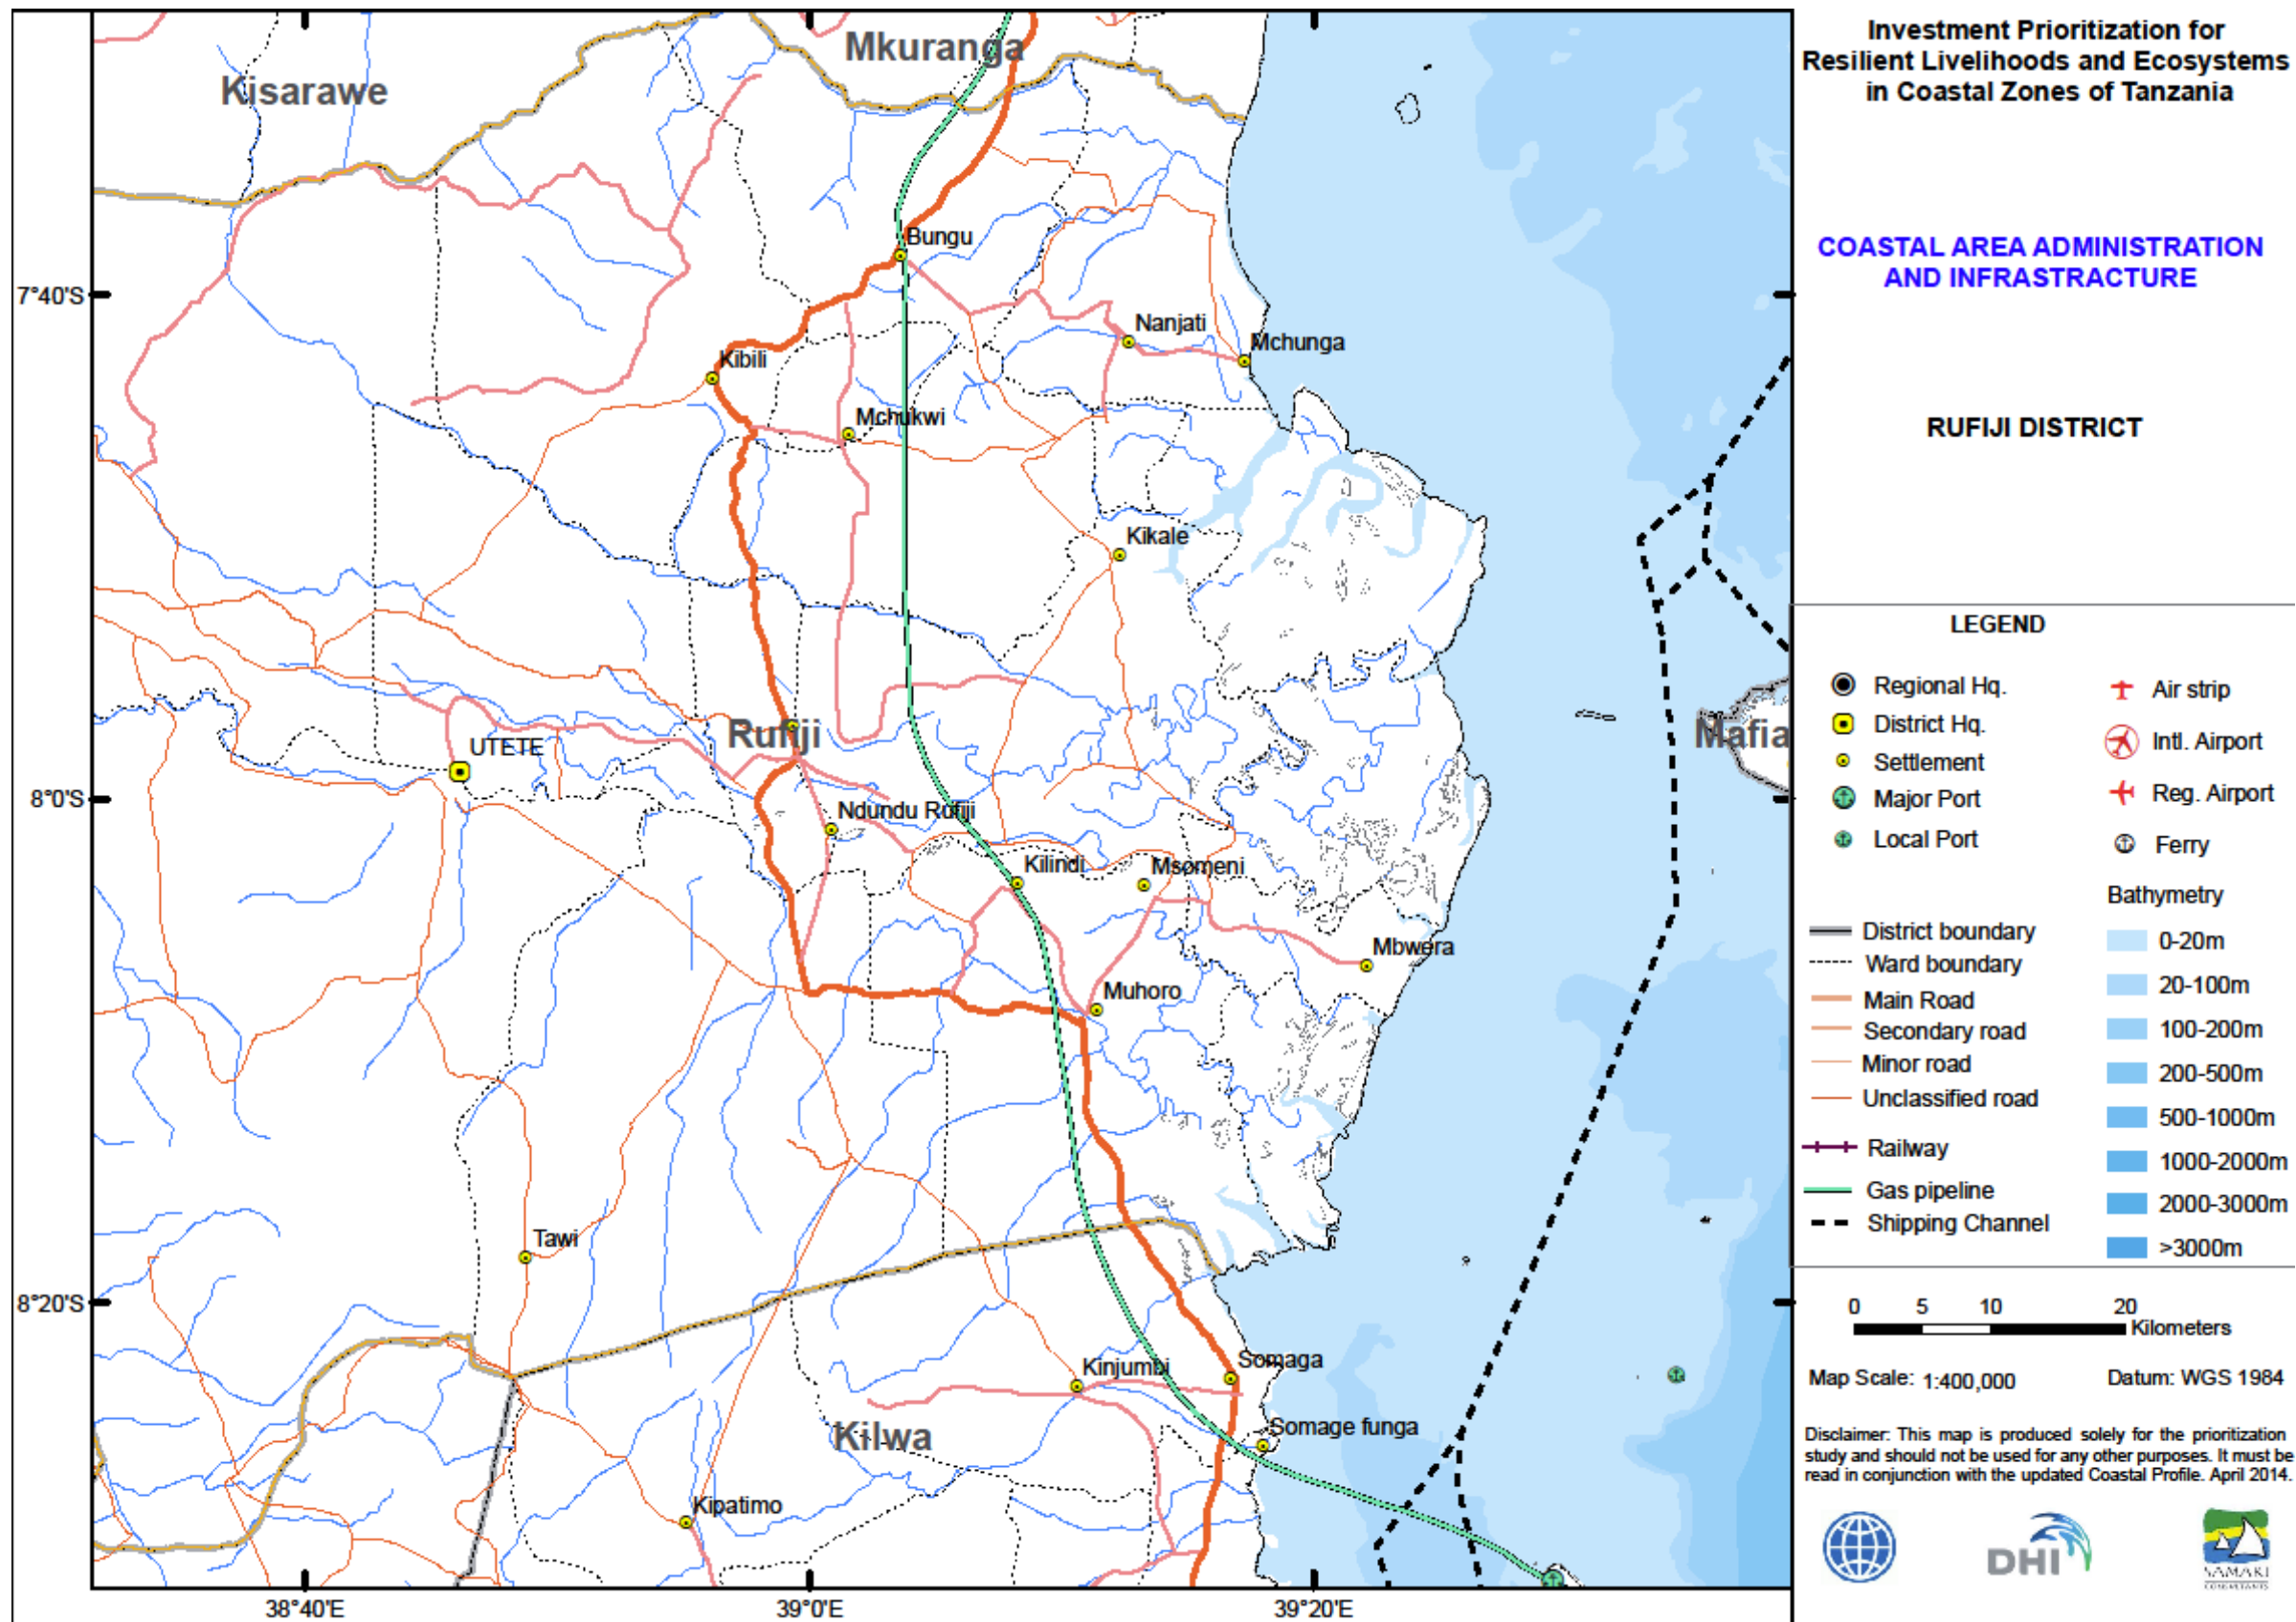 Investment Prioritization for
Resilient Livelihoods and Ecosystems
in Coastal Zones of Tanzania
COASTAL AREA ADMINISTRATION
AND INFRASTRACTURE
RUFIJI DISTRICT
LEGEND
Regional Hq.
District Hq.
Settlement
Major Port
Local Port
Air strip
Intl. Airport
Reg. Airport
Ferry
District boundary
Ward boundary
Main Road
Secondary road
Minor road
Unclassified road
Railway
Gas pipeline
Shipping Channel
Bathymetry
0-20m
20-100m
100-200m
200-500m
500-1000m
1000-2000m
2000-3000m
>3000m
0 5 10 20
Kilometers
Map Scale: 1:400,000
Datum: WGS 1984
Disclaimer: This map is produced solely for the prioritization
study and should not be used for any other purposes. It must be
read in conjunction with the updated Coastal Profile. April 2014.
DHI
SAMAKI
CONSULTANTS
Mkuranga
Kisarawe
Bungu
7°40'S
Nanjati
Mchunga
Kibili
Mchukwi
Kikale
Rufiji
Mafia
UTETE
8°0'S
Ndundu Rufiji
Kilindi
Msomeni
Mbwera
Muhoro
Tawi
8°20'S
Somaga
Kinjumbi
Somage funga
Kilwa
Kipatimo
38°40'E
39°0'E
39°20'E